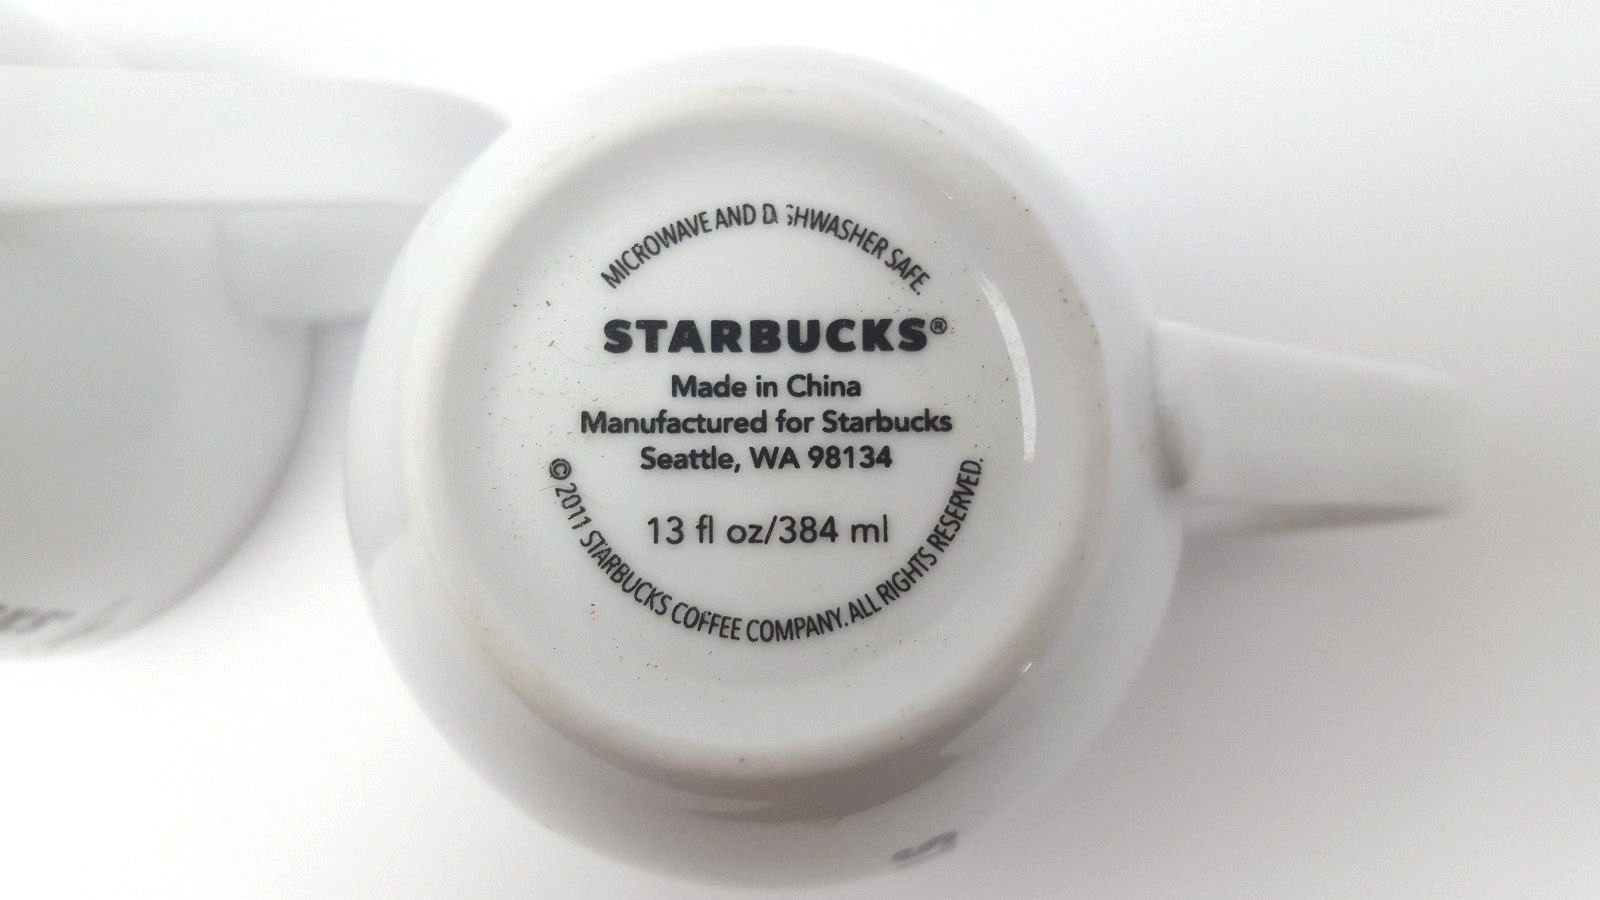 MICROWAVE AND DISHWASHER SAFE.
STARBUCKS®
Made in China
Manufactured for Starbucks
Seattle, WA 98134
13 fl oz/384 ml
© 2011 STARBUCKS COFFEE COMPANY. ALL RIGHTS RESERVED.
S